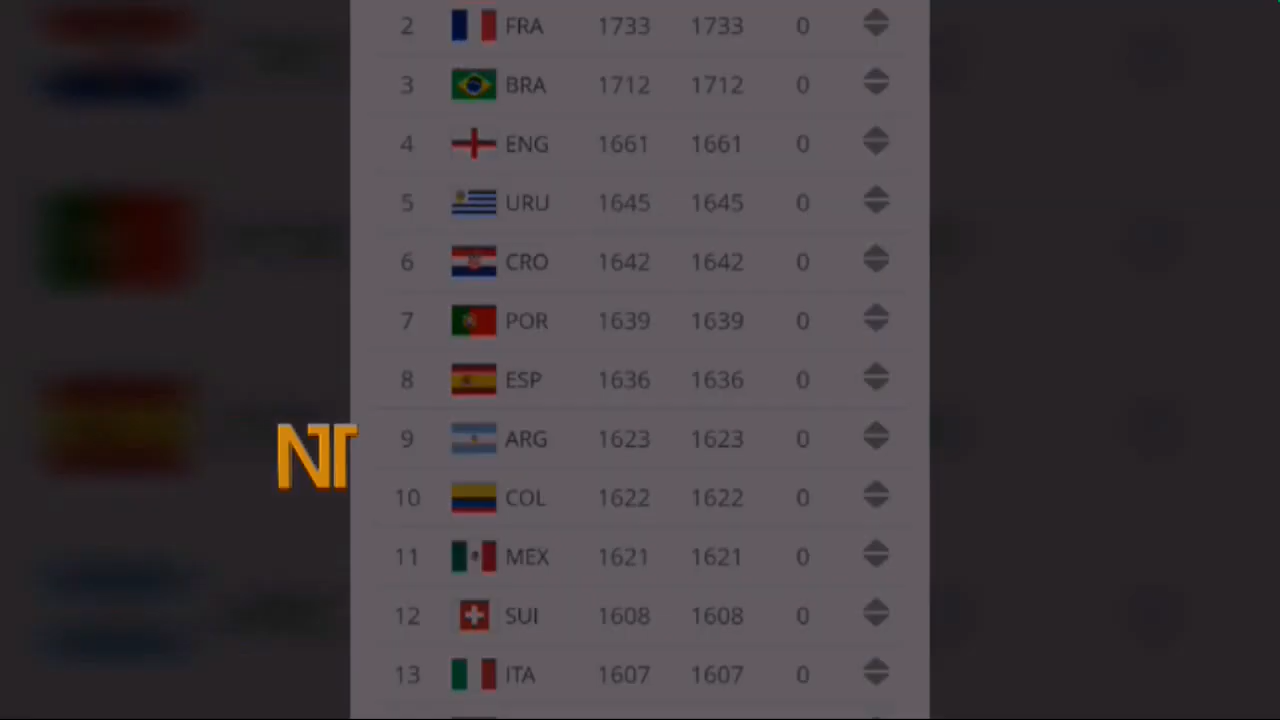 2 FRA 1733 1733 0
3 BRA 1712 1712 0
4 ENG 1661 1661 0
5 URU 1645 1645 0
6 CRO 1642 1642 0
7 POR 1639 1639 0
8 ESP 1636 1636 0
NT
9 ARG 1623 1623 0
10 COL 1622 1622 0
11 MEX 1621 1621 0
12 SUI 1608 1608 0
13 ITA 1607 1607 0